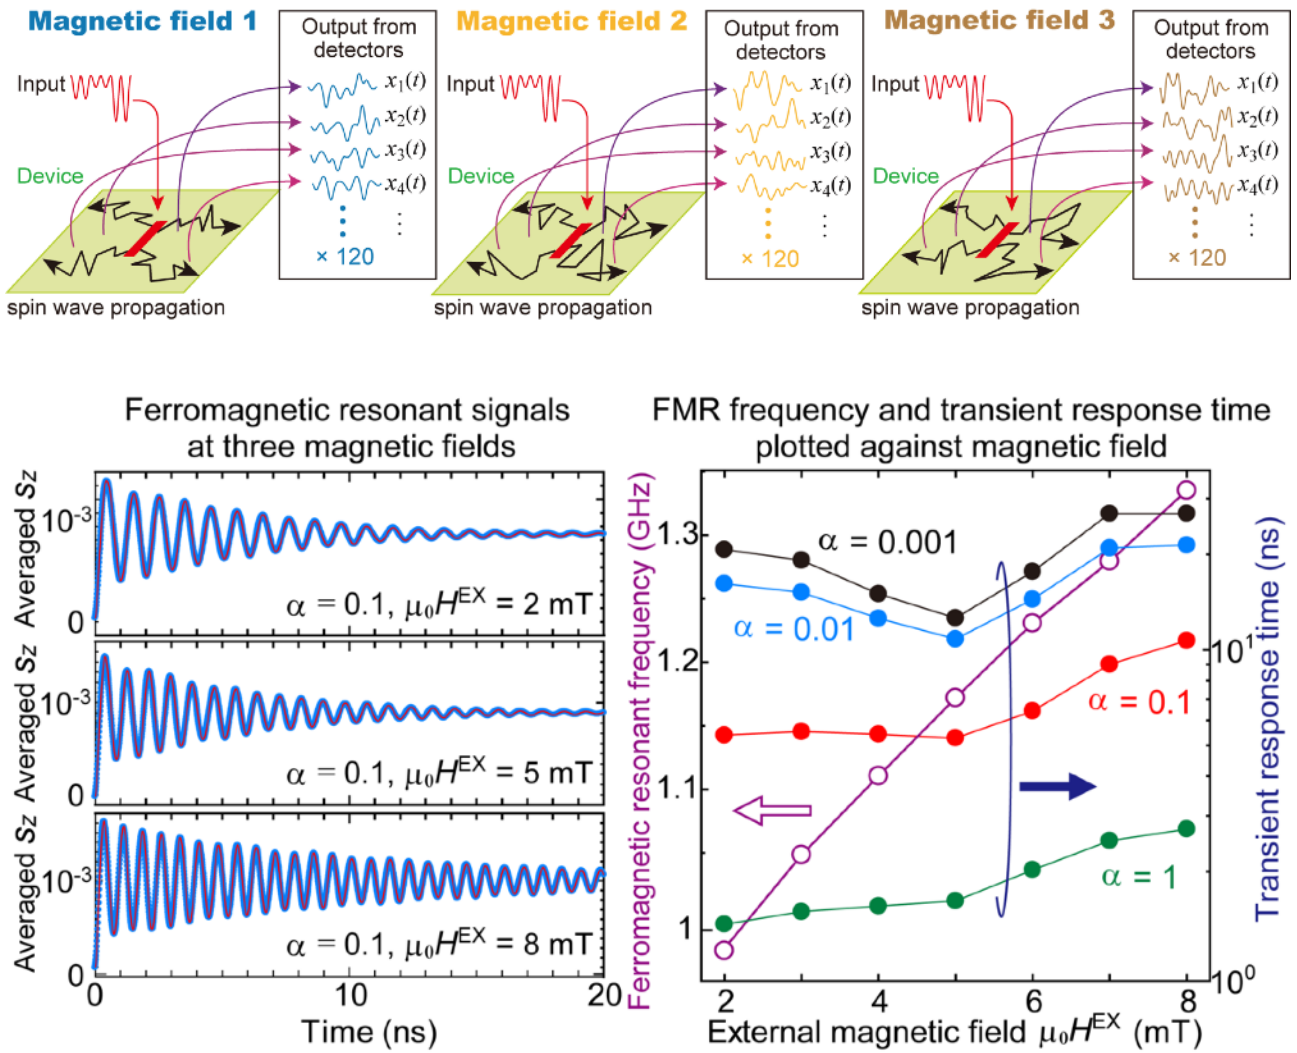 Magnetic field 1
Output from
detectors
Input
x₁(t)
x₂(t)
x₃(t)
x₄(t)
Device
× 120
spin wave propagation
Magnetic field 2
Output from
detectors
Input
x₁(t)
x₂(t)
x₃(t)
x₄(t)
Device
× 120
spin wave propagation
Magnetic field 3
Output from
detectors
Input
x₁(t)
x₂(t)
x₃(t)
x₄(t)
Device
× 120
spin wave propagation
Ferromagnetic resonant signals
at three magnetic fields
Averaged sz
10⁻³
0
α = 0.1, μ₀Hᴱˣ = 2 mT
Averaged sz
10⁻³
0
α = 0.1, μ₀Hᴱˣ = 5 mT
Averaged sz
10⁻³
0
α = 0.1, μ₀Hᴱˣ = 8 mT
0 10 20
Time (ns)
FMR frequency and transient response time
plotted against magnetic field
Ferromagnetic resonant frequency (GHz)
1.3
1.2
1.1
1
α = 0.001
α = 0.01
α = 0.1
α = 1
10¹
10⁰
Transient response time (ns)
2 4 6 8
External magnetic field μ₀Hᴱˣ (mT)